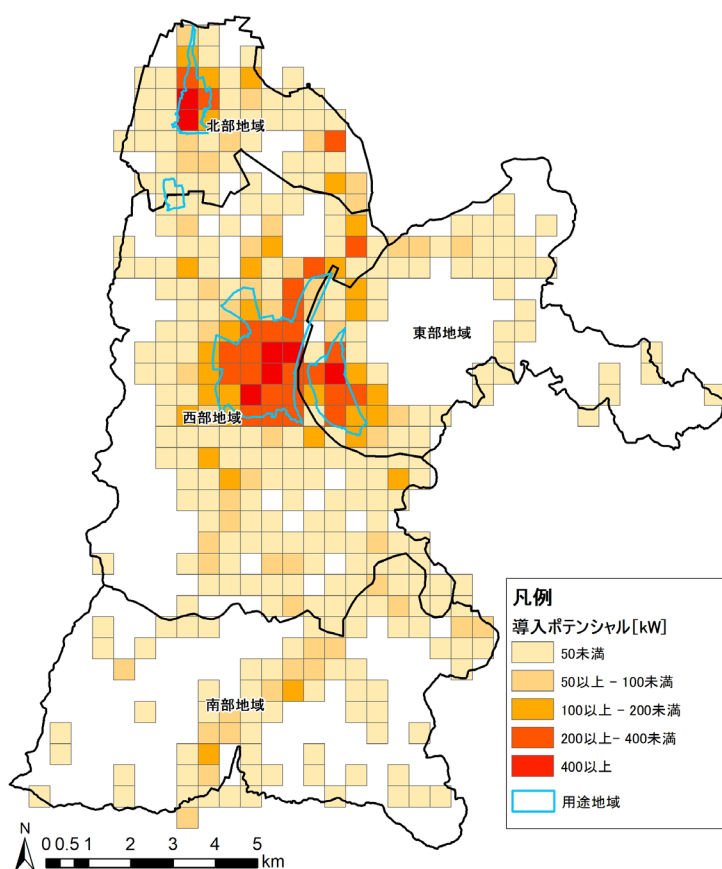 北部地域
東部地域
西部地域
南部地域
凡例
導入ポテンシャル[kW]
50未満
50以上 - 100未満
100以上 - 200未満
200以上 - 400未満
400以上
用途地域
N
0 0.5 1 2 3 4 5
km